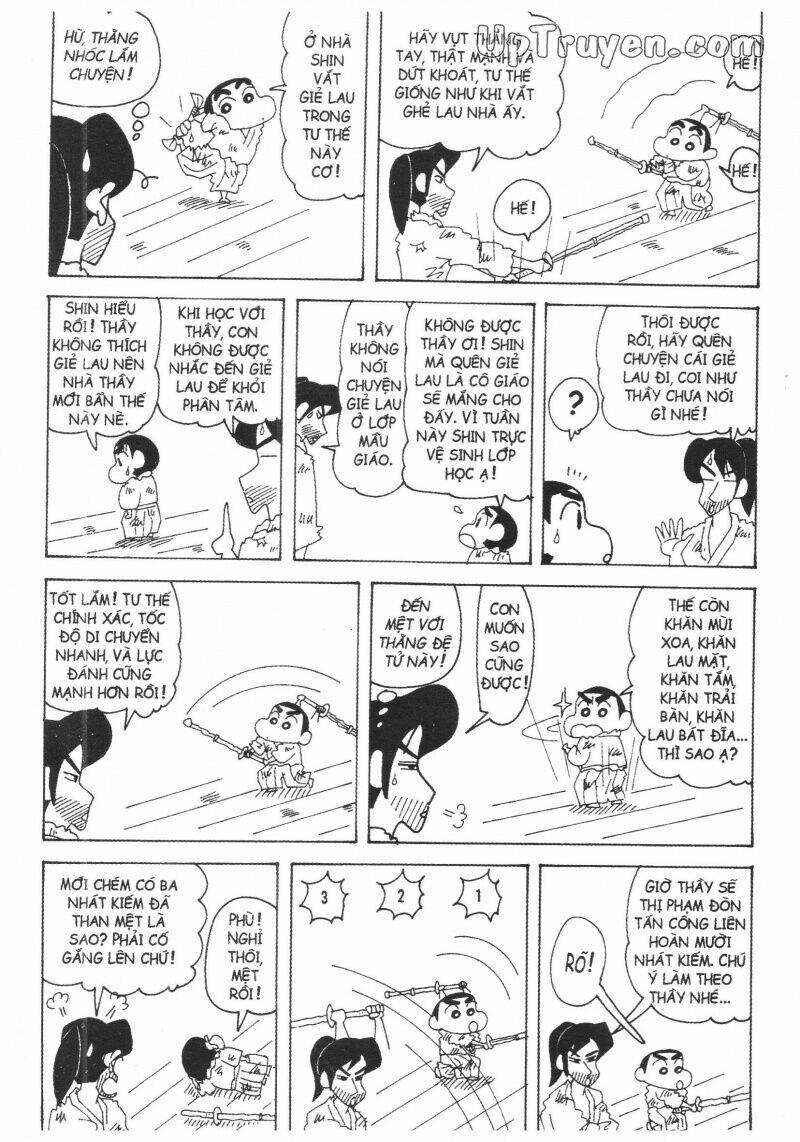 UpTruyen.com
HÃY VỤT THẲNG
TAY, THẬT MẠNH VÀ
DỨT KHOÁT, TƯ THẾ
GIỐNG NHƯ KHI VẮT
GHẺ LAU NHÀ ẤY.
HẾ!
HẾ!
HẾ!
Ở NHÀ
SHIN
VẮT
GIẺ LAU
TRONG
TƯ THẾ
NÀY
CƠ!
HỪ, THẰNG
NHÓC LẮM
CHUYỆN!
THÔI ĐƯỢC
RỒI, HÃY QUÊN
CHUYỆN CÁI GIẺ
LAU ĐI, COI NHƯ
THẦY CHƯA NÓI
GÌ NHÉ!
?
KHÔNG ĐƯỢC
THẦY ƠI! SHIN
MÀ QUÊN GIẺ
LAU LÀ CÔ GIÁO
SẼ MẮNG CHO
ĐẤY. VÌ TUẦN
NÀY SHIN TRỰC
VỆ SINH LỚP
HỌC Ạ!
THẦY
KHÔNG
NÓI
CHUYỆN
GIẺ LAU
Ở LỚP
MẪU
GIÁO.
KHI HỌC VỚI
THẦY, CON
KHÔNG ĐƯỢC
NHẮC ĐẾN GIẺ
LAU ĐỂ KHỎI
PHÂN TÂM.
SHIN HIỂU
RỒI! THẦY
KHÔNG THÍCH
GIẺ LAU NÊN
NHÀ THẦY
MỚI BẨN THẾ
NÀY NÈ.
THẾ CÒN
KHĂN MÙI
XOA, KHĂN
LAU MẶT,
KHĂN TẮM,
KHĂN TRẢI
BÀN, KHĂN
LAU BÁT ĐĨA...
THÌ SAO Ạ?
CON
MUỐN
SAO
CŨNG
ĐƯỢC!
ĐẾN
MỆT VỚI
THẰNG ĐỆ
TỬ NÀY!
TỐT LẮM! TƯ THẾ
CHÍNH XÁC, TỐC
ĐỘ DI CHUYỂN
NHANH, VÀ LỰC
ĐÁNH CŨNG
MẠNH HƠN RỒI!
GIỜ THẦY SẼ
THỊ PHẠM ĐÒN
TẤN CÔNG LIÊN
HOÀN MƯỜI
NHÁT KIẾM. CHÚ
Ý LÀM THEO
THẦY NHÉ...
RÕ!
1
2
3
PHÙ!
NGHỈ
THÔI,
MỆT
RỒI!
MỚI CHÉM CÓ BA
NHÁT KIẾM ĐÃ
THAN MỆT LÀ
SAO? PHẢI CỐ
GẮNG LÊN CHỨ!